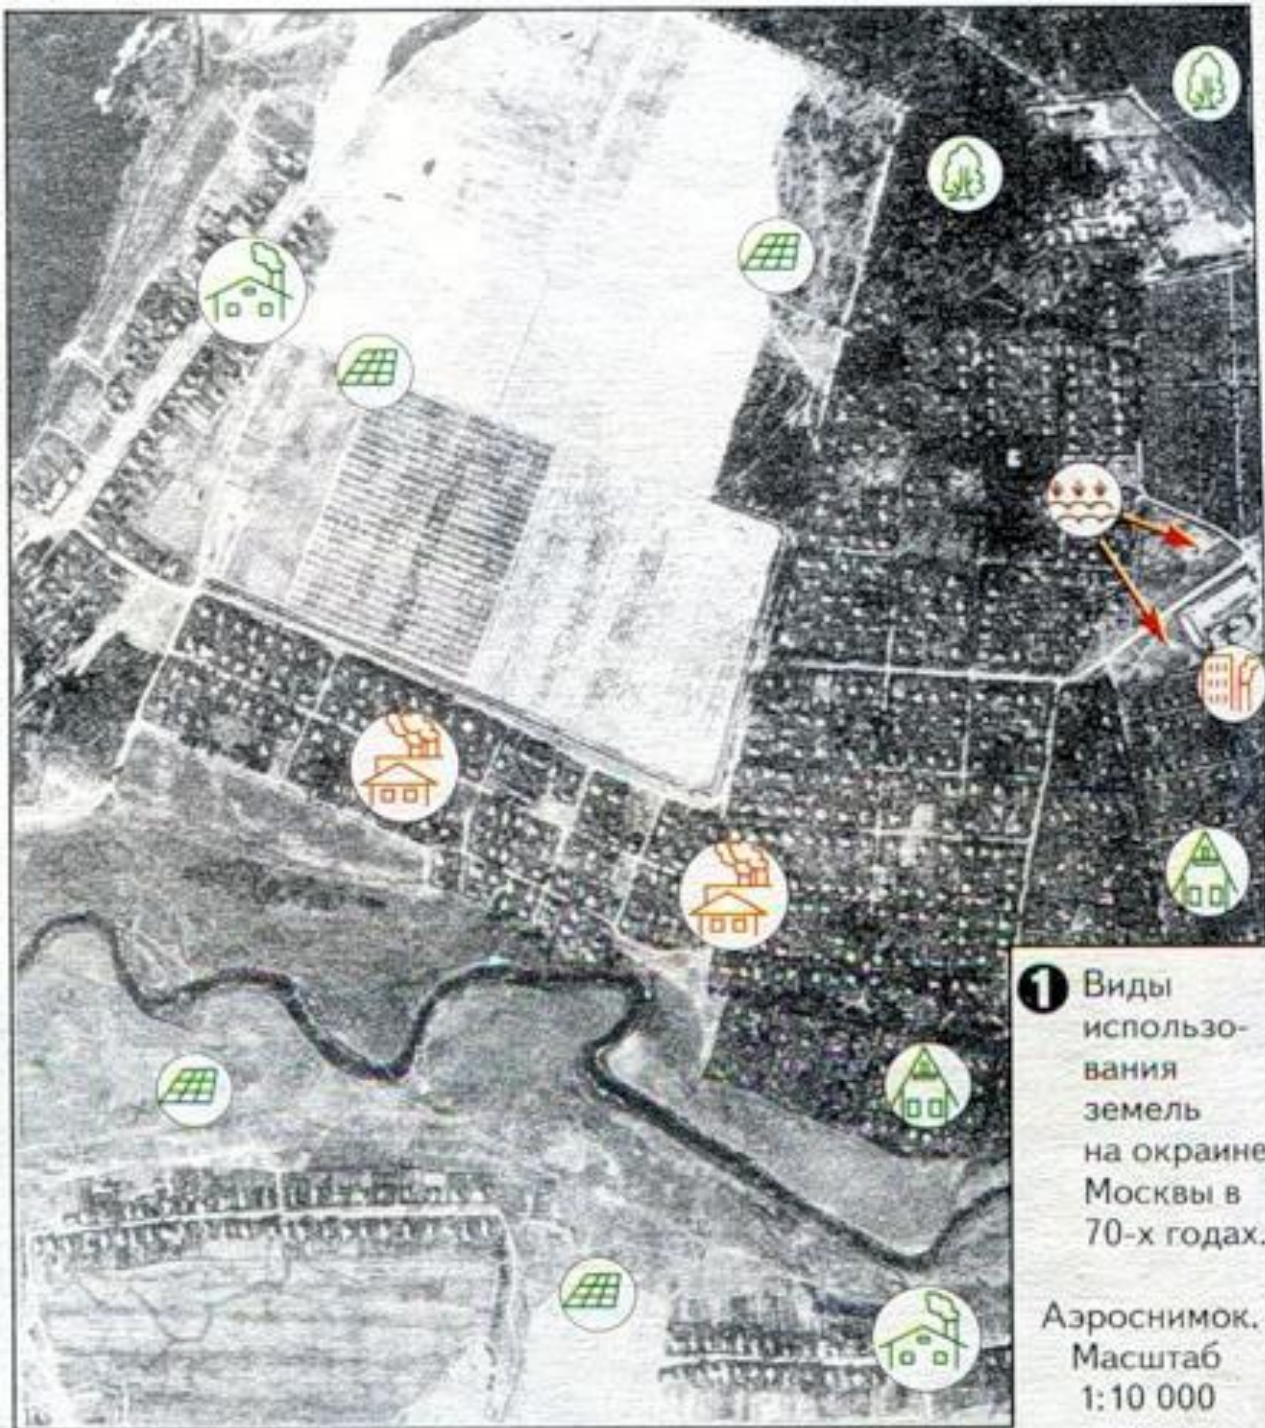 1 Виды
использо-
вания
земель
на окраине
Москвы в
70-х годах.
Аэроснимок.
Масштаб
1:10 000